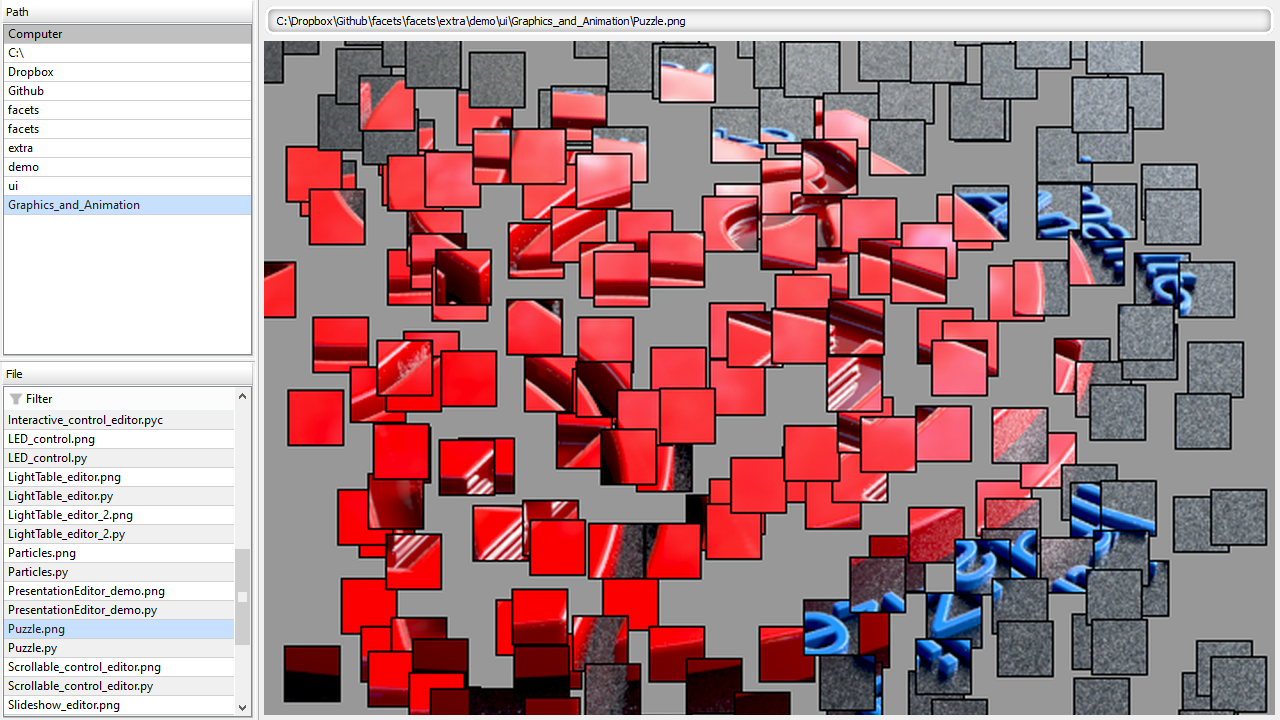 Path
C:\Dropbox\Github\facets\facets\extra\demo\ui\Graphics_and_Animation\Puzzle.png
Computer
C:\
Dropbox
Github
facets
facets
extra
demo
ui
Graphics_and_Animation
File
Filter
Interactive_control_editor.pyc
LED_control.png
LED_control.py
LightTable_editor.png
LightTable_editor.py
LightTable_editor_2.png
LightTable_editor_2.py
Particles.png
Particles.py
PresentationEditor_demo.png
PresentationEditor_demo.py
Puzzle.png
Puzzle.py
Scrollable_control_editor.png
Scrollable_control_editor.py
Slideshow_editor.png